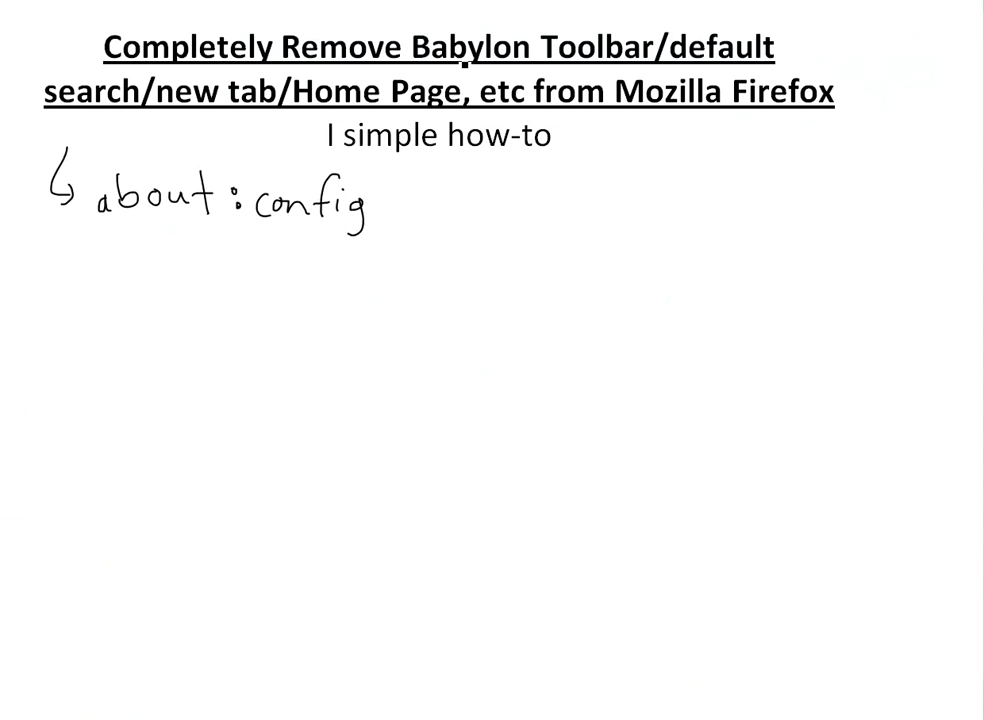 Completely Remove Babylon Toolbar/default
search/new tab/Home Page, etc from Mozilla Firefox
I simple how-to
about:config